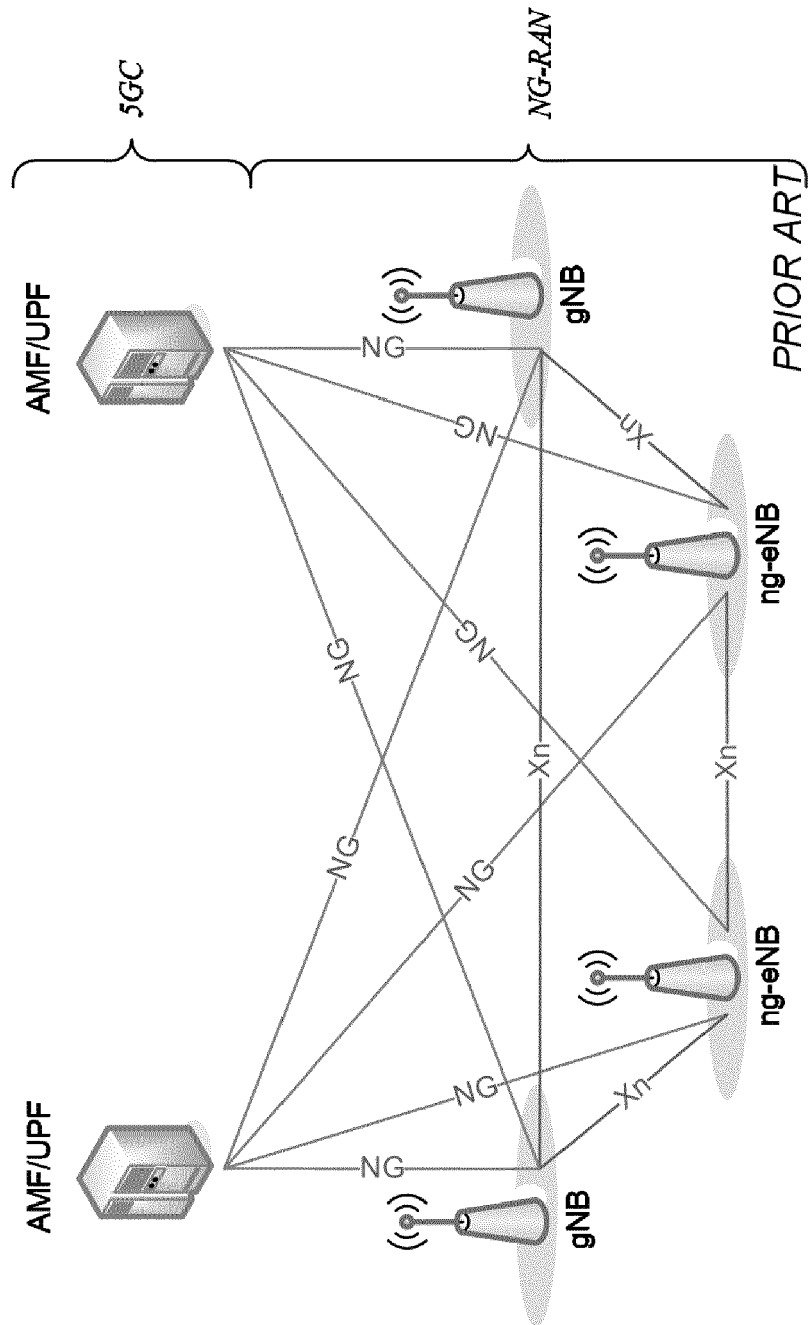 AMF/UPF
AMF/UPF
5GC
NG
NG
NG
NG
NG
NG
NG
NG
Xn
NG-RAN
gNB
gNB
Xn
Xn
Xn
ng-eNB
ng-eNB
PRIOR ART